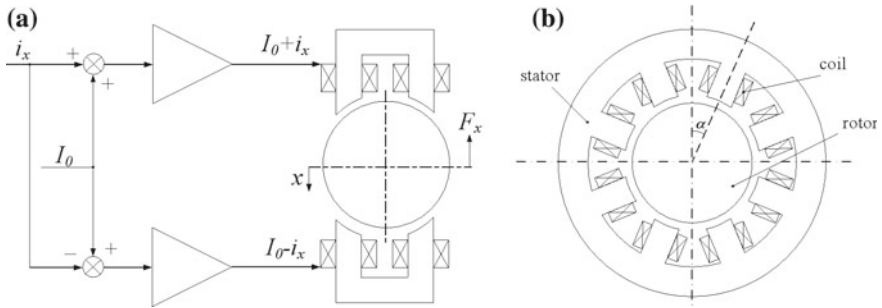 (a)
i_x
+
+
I_0+i_x
F_x
I_0
x
−
+
I_0-i_x
(b)
stator
coil
α
rotor